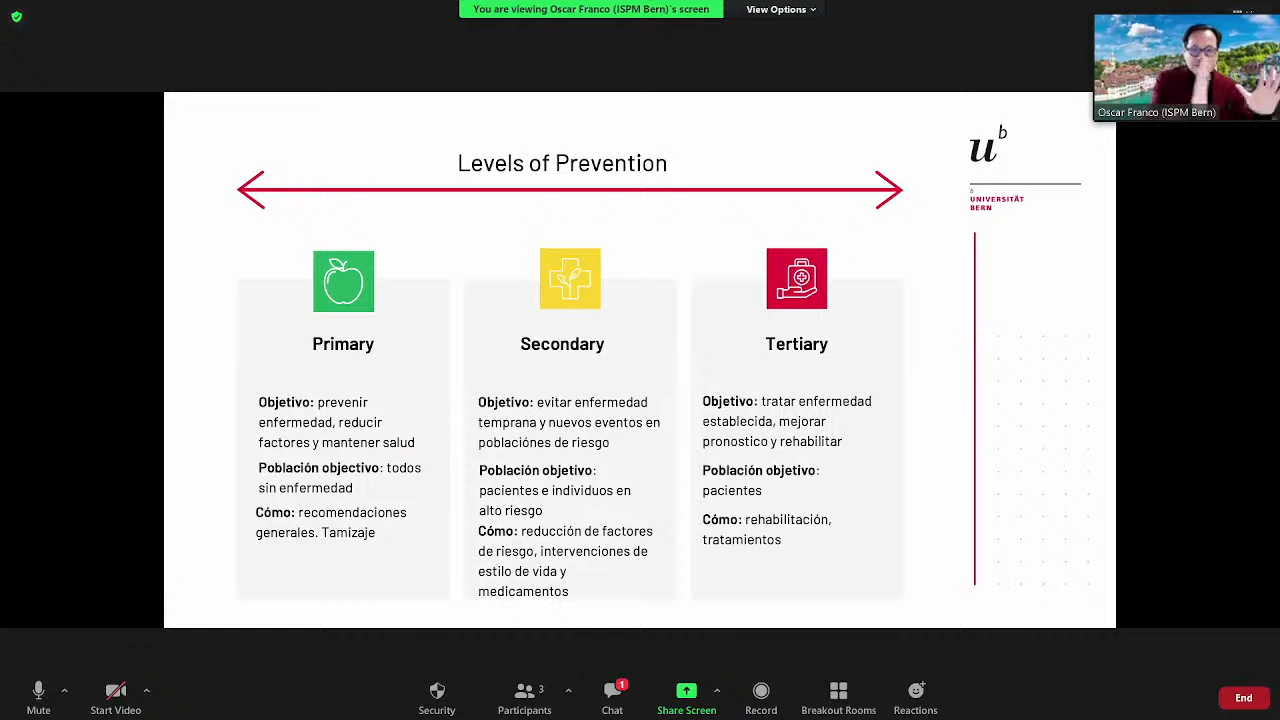 You are viewing Oscar Franco (ISPM Bern)'s screen
View Options
Oscar Franco (ISPM Bern)
Levels of Prevention
u b
b
UNIVERSITÄT
BERN
Primary
Objetivo: prevenir
enfermedad, reducir
factores y mantener salud
Población objectivo: todos
sin enfermedad
Cómo: recomendaciones
generales. Tamizaje
Secondary
Objetivo: evitar enfermedad
temprana y nuevos eventos en
poblaciónes de riesgo
Población objetivo:
pacientes e individuos en
alto riesgo
Cómo: reducción de factores
de riesgo, intervenciones de
estilo de vida y
medicamentos
Tertiary
Objetivo: tratar enfermedad
establecida, mejorar
pronostico y rehabilitar
Población objetivo:
pacientes
Cómo: rehabilitación,
tratamientos
Mute
Start Video
Security
Participants
3
Chat
1
Share Screen
Record
Breakout Rooms
Reactions
End